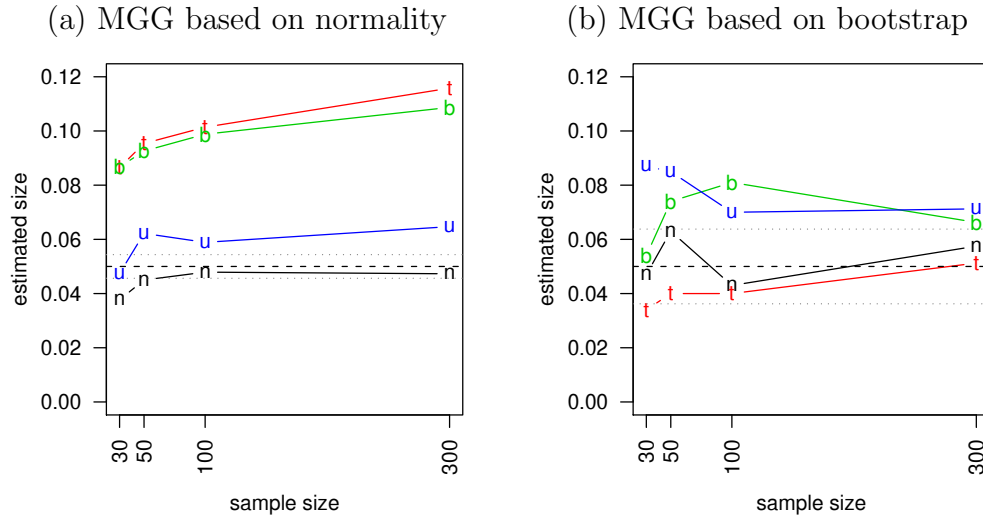 (a) MGG based on normality
0.12
0.10
0.08
0.06
0.04
0.02
0.00
estimated size
t
t
t
t
b
b
b
b
u
u
u
u
n
n
n
n
30
50
100
300
sample size
(b) MGG based on bootstrap
0.12
0.10
0.08
0.06
0.04
0.02
0.00
estimated size
u
u
u
u
b
b
b
b
n
n
n
n
t
t
t
t
30
50
100
300
sample size